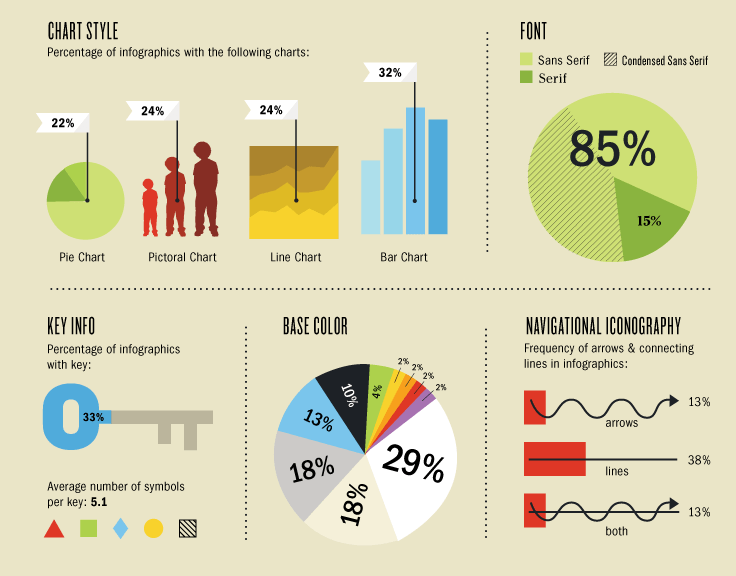 CHART STYLE
Percentage of infographics with the following charts:
22%
24%
24%
32%
Pie Chart
Pictoral Chart
Line Chart
Bar Chart
FONT
Sans Serif
Condensed Sans Serif
Serif
85%
15%
KEY INFO
Percentage of infographics
with key:
33%
Average number of symbols
per key: 5.1
BASE COLOR
10%
4%
2%
2%
2%
2%
13%
18%
18%
29%
NAVIGATIONAL ICONOGRAPHY
Frequency of arrows & connecting
lines in infographics:
13%
arrows
38%
lines
13%
both